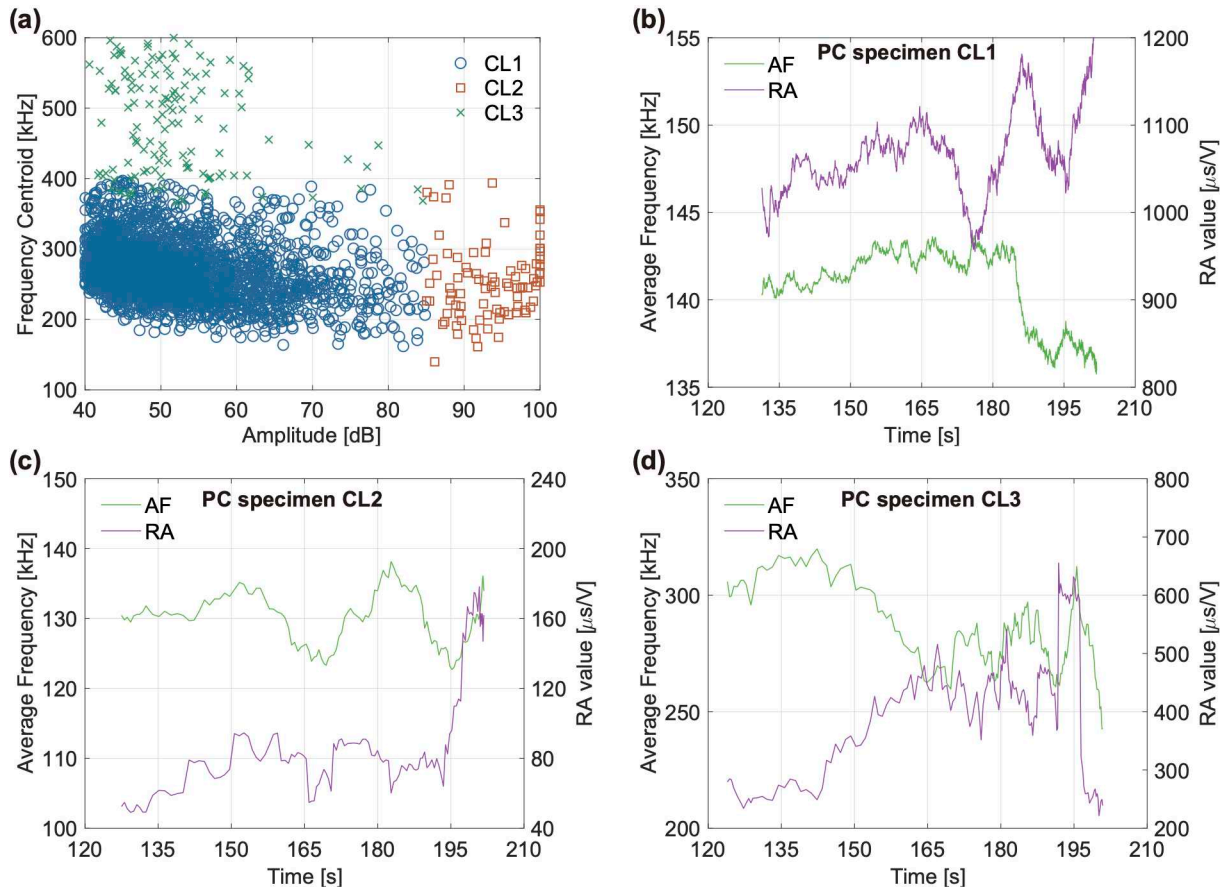 (a)
600
500
400
300
200
100
Frequency Centroid [kHz]
40 50 60 70 80 90 100
Amplitude [dB]
CL1
CL2
CL3
(b)
PC specimen CL1
AF
RA
155
150
145
140
135
Average Frequency [kHz]
1200
1100
1000
900
800
RA value [μs/V]
120 135 150 165 180 195 210
Time [s]
(c)
PC specimen CL2
AF
RA
150
140
130
120
110
100
Average Frequency [kHz]
240
200
160
120
80
40
RA value [μs/V]
120 135 150 165 180 195 210
Time [s]
(d)
PC specimen CL3
AF
RA
350
300
250
200
Average Frequency [kHz]
800
700
600
500
400
300
200
RA value [μs/V]
120 135 150 165 180 195 210
Time [s]